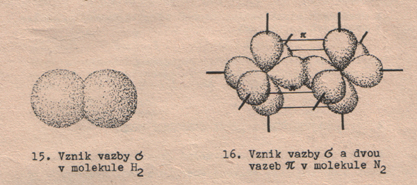 π
π
15. Vznik vazby σ
v molekule H2
16. Vznik vazby σ a dvou
vazeb π v molekule N2